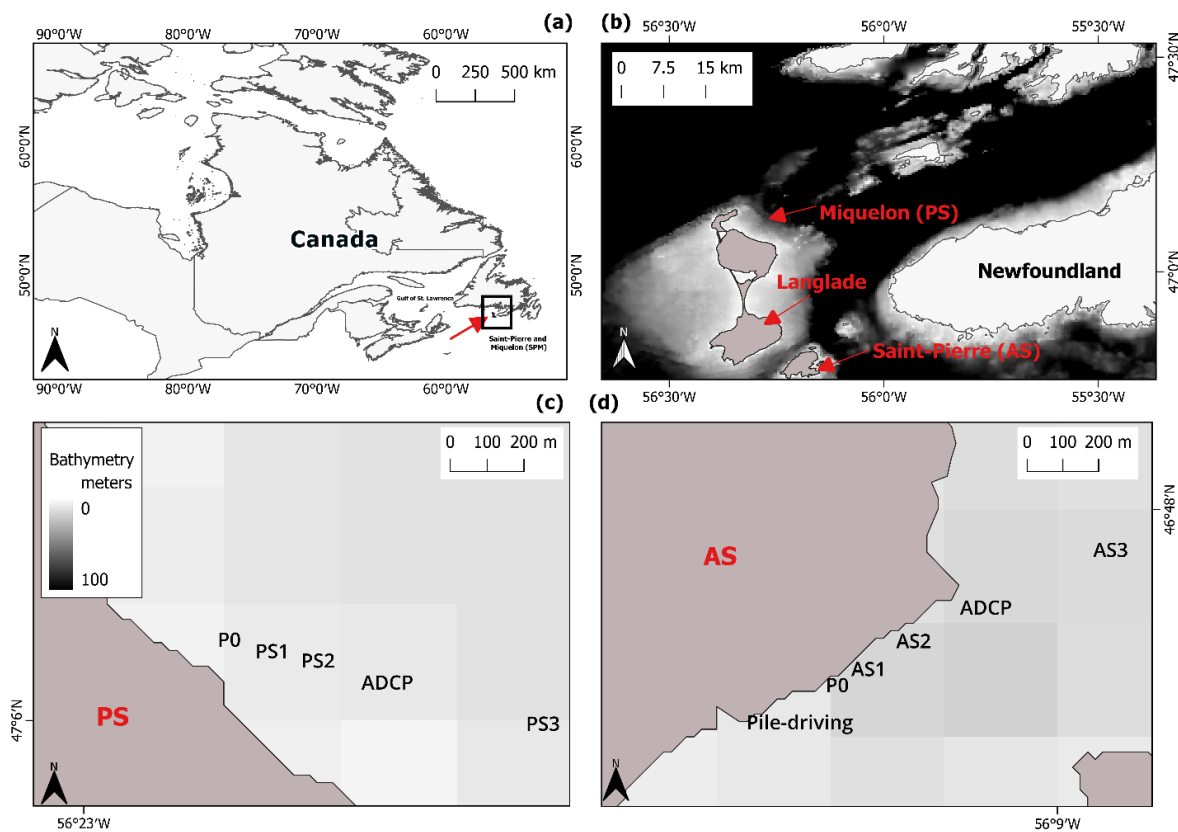 (a)
90°0'W 80°0'W 70°0'W 60°0'W
0 250 500 km
60°0'N
60°0'N
Canada
50°0'N
50°0'N
Gulf of St. Lawrence
Saint-Pierre and
Miquelon (SPM)
N
90°0'W 80°0'W 70°0'W 60°0'W
(b)
56°30'W 56°0'W 55°30'W
0 7.5 15 km
47°30'N
Miquelon (PS)
Langlade
Newfoundland
47°0'N
Saint-Pierre (AS)
N
56°30'W 56°0'W 55°30'W
(c)
0 100 200 m
Bathymetry
meters
0
100
P0
PS1
PS2
ADCP
PS3
PS
47°6'N
N
56°23'W
(d)
0 100 200 m
46°48'N
AS
AS3
ADCP
AS2
AS1
P0
Pile-driving
N
56°9'W